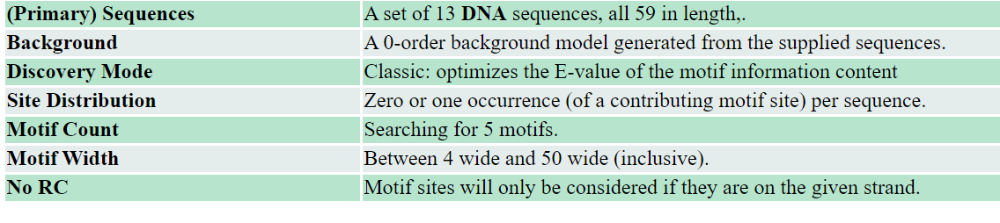 (Primary) Sequences A set of 13 DNA sequences, all 59 in length,.
Background A 0-order background model generated from the supplied sequences.
Discovery Mode Classic: optimizes the E-value of the motif information content
Site Distribution Zero or one occurrence (of a contributing motif site) per sequence.
Motif Count Searching for 5 motifs.
Motif Width Between 4 wide and 50 wide (inclusive).
No RC Motif sites will only be considered if they are on the given strand.